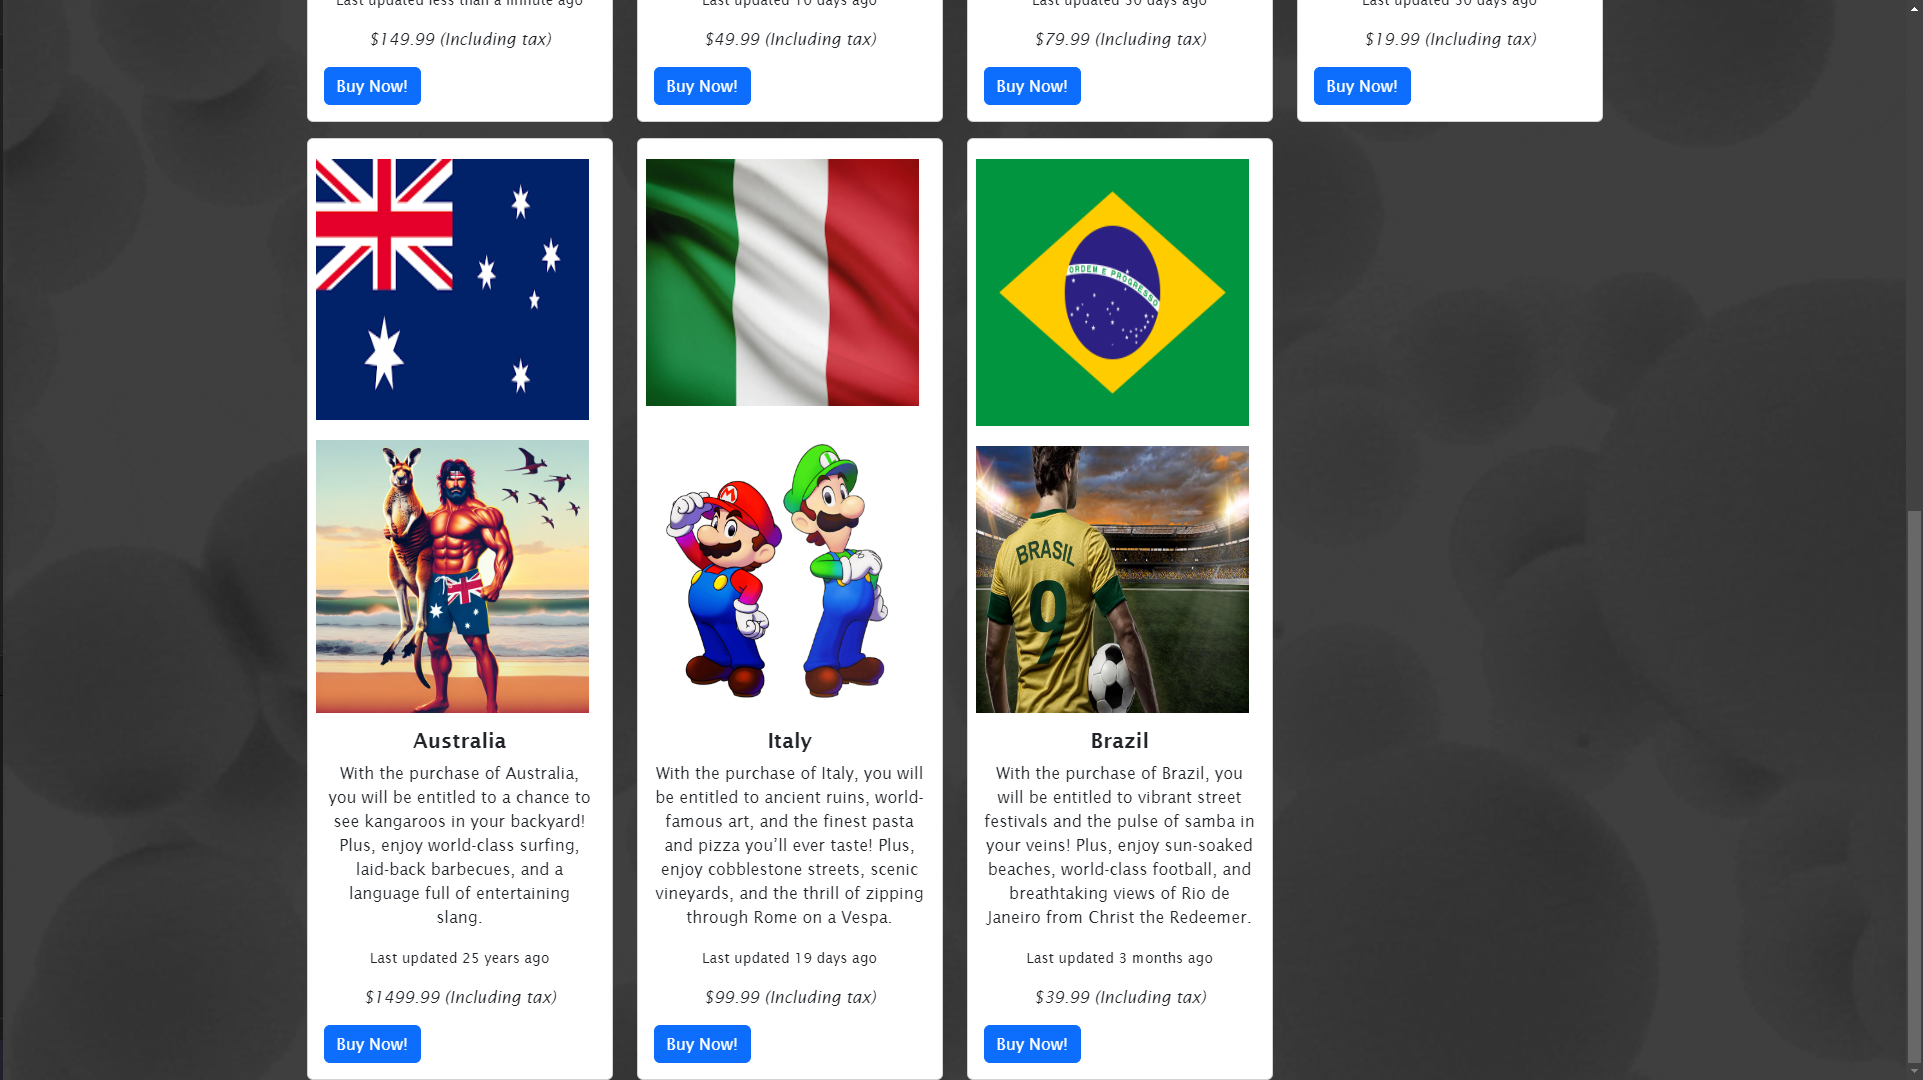 Last updated less than a minute ago
Last updated 10 days ago
Last updated 30 days ago
Last updated 30 days ago
$149.99 (Including tax)
$49.99 (Including tax)
$79.99 (Including tax)
$19.99 (Including tax)
Buy Now!
Buy Now!
Buy Now!
Buy Now!
ORDEM E PROGRESSO
M
L
BRASIL
9
Australia
With the purchase of Australia,
you will be entitled to a chance to
see kangaroos in your backyard!
Plus, enjoy world-class surfing,
laid-back barbecues, and a
language full of entertaining
slang.
Last updated 25 years ago
$1499.99 (Including tax)
Buy Now!
Italy
With the purchase of Italy, you will
be entitled to ancient ruins, world-
famous art, and the finest pasta
and pizza you’ll ever taste! Plus,
enjoy cobblestone streets, scenic
vineyards, and the thrill of zipping
through Rome on a Vespa.
Last updated 19 days ago
$99.99 (Including tax)
Buy Now!
Brazil
With the purchase of Brazil, you
will be entitled to vibrant street
festivals and the pulse of samba in
your veins! Plus, enjoy sun-soaked
beaches, world-class football, and
breathtaking views of Rio de
Janeiro from Christ the Redeemer.
Last updated 3 months ago
$39.99 (Including tax)
Buy Now!